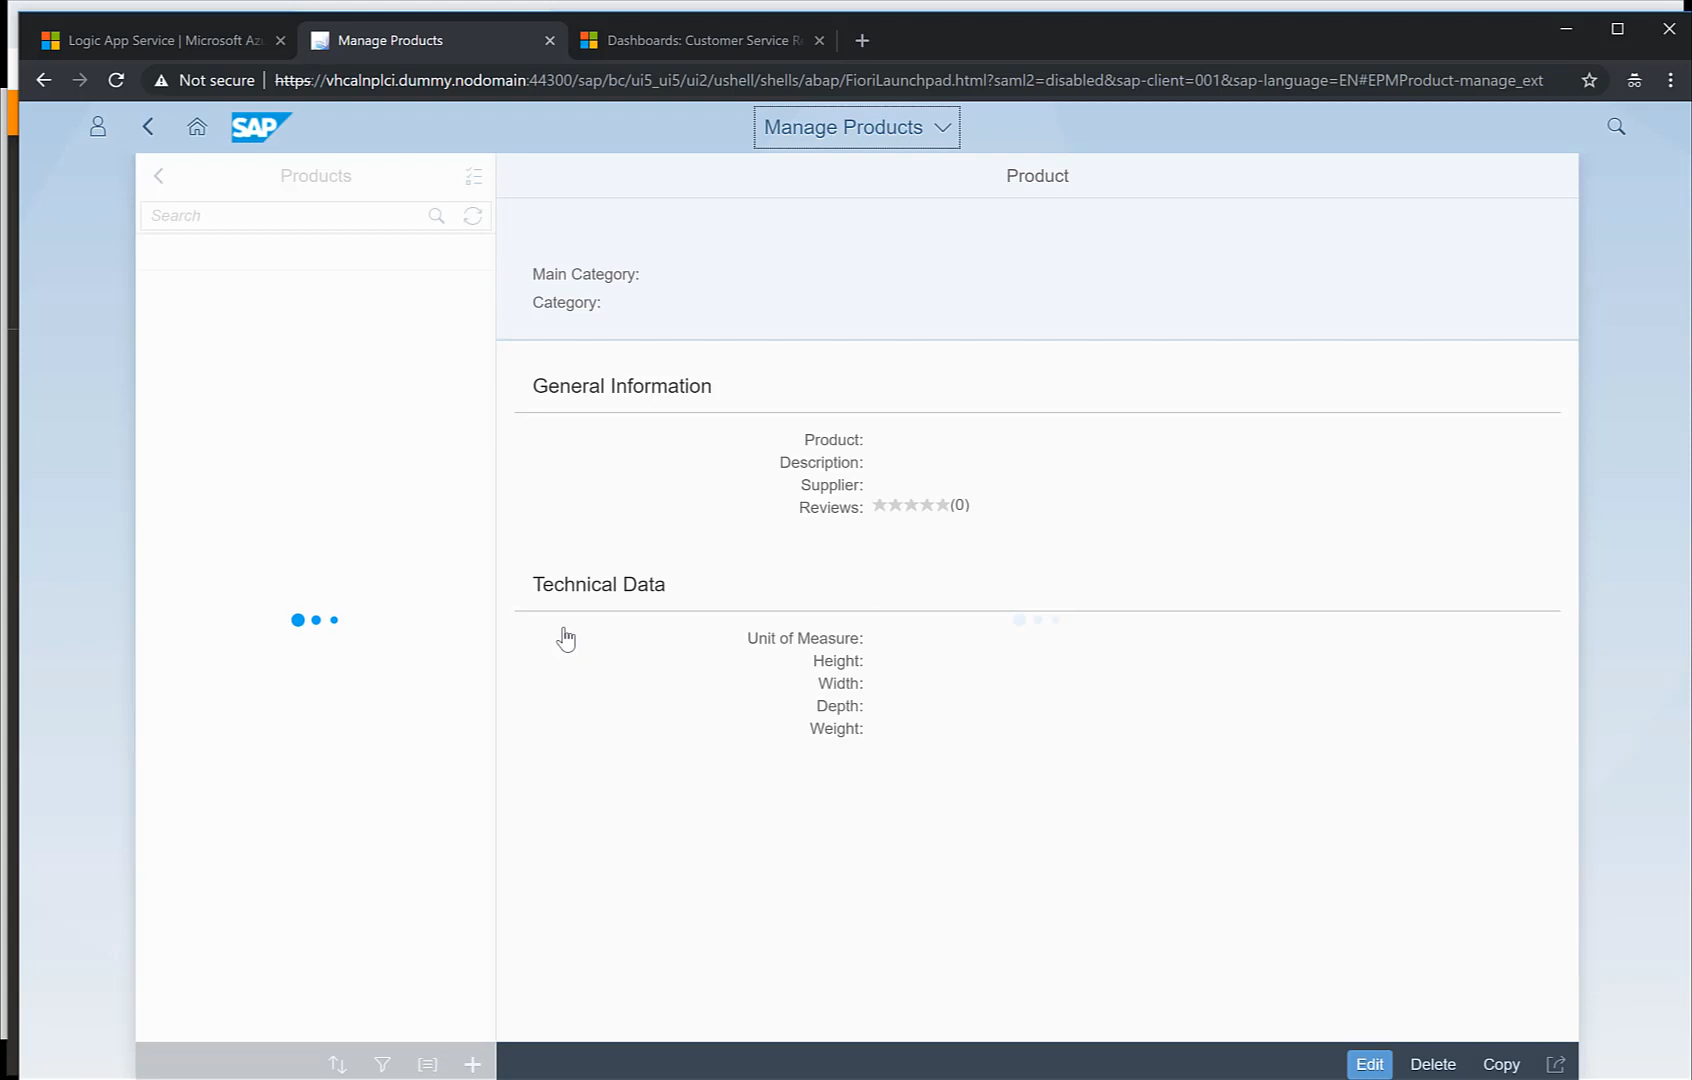 Logic App Service | Microsoft Az
Manage Products
Dashboards: Customer Service R
Not secure | https://vhcalnplci.dummy.nodomain:44300/sap/bc/ui5_ui5/ui2/ushell/shells/abap/FioriLaunchpad.html?saml2=disabled&sap-client=001&sap-language=EN#EPMProduct-manage_ext
SAP
Manage Products
Products
Product
Search
Main Category:
Category:
General Information
Product:
Description:
Supplier:
Reviews: (0)
Technical Data
Unit of Measure:
Height:
Width:
Depth:
Weight:
Edit Delete Copy